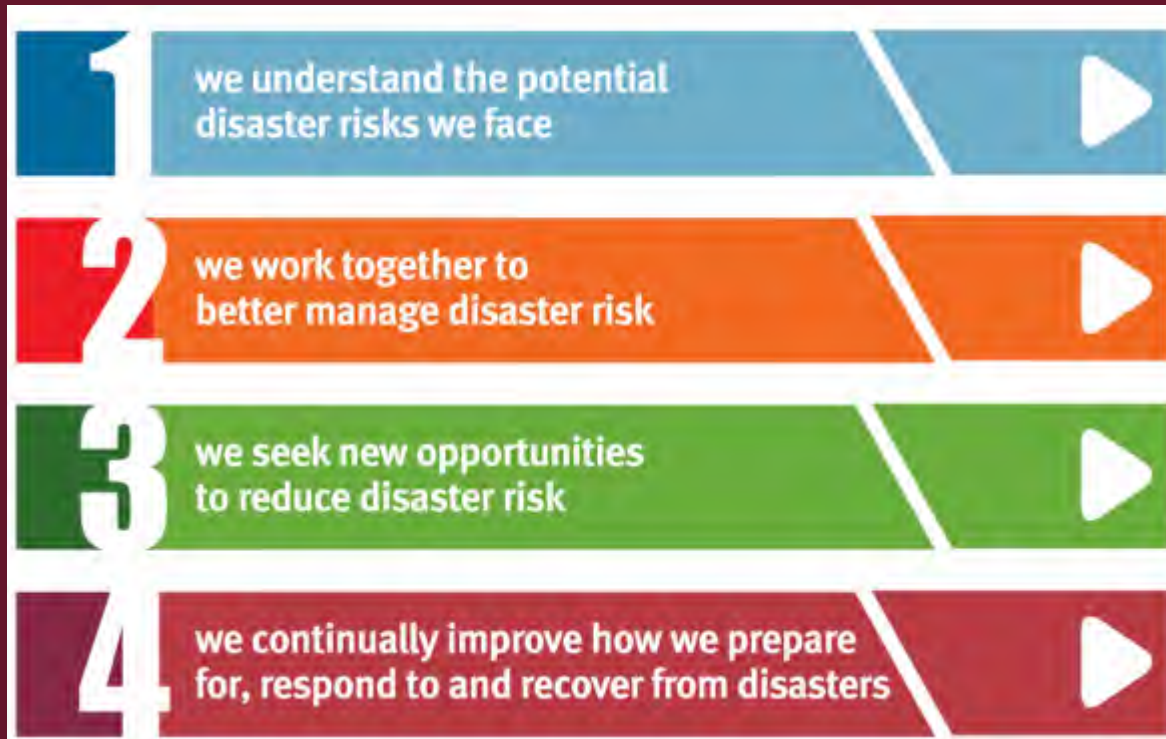 1
we understand the potential
disaster risks we face
2
we work together to
better manage disaster risk
3
we seek new opportunities
to reduce disaster risk
4
we continually improve how we prepare
for, respond to and recover from disasters